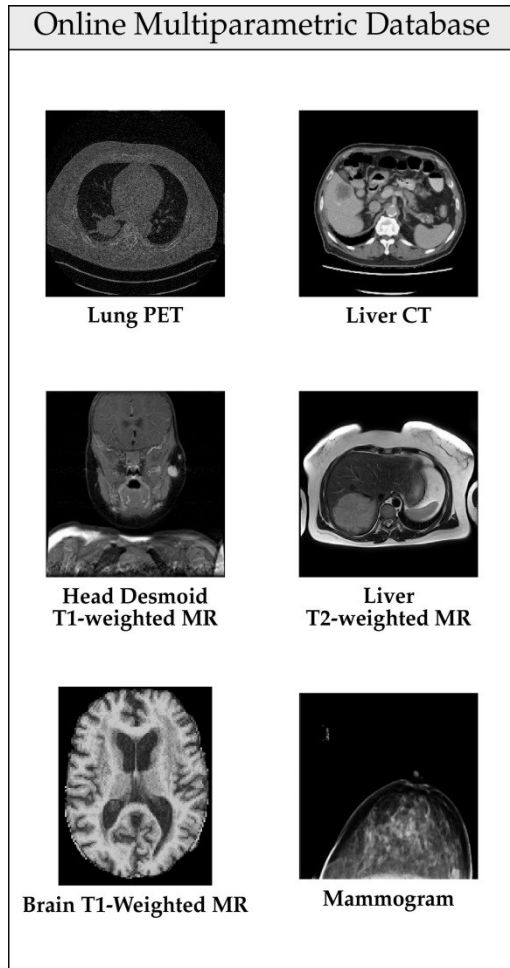 Online Multiparametric Database
Lung PET
Liver CT
Head Desmoid
T1-weighted MR
Liver
T2-weighted MR
Brain T1-Weighted MR
Mammogram